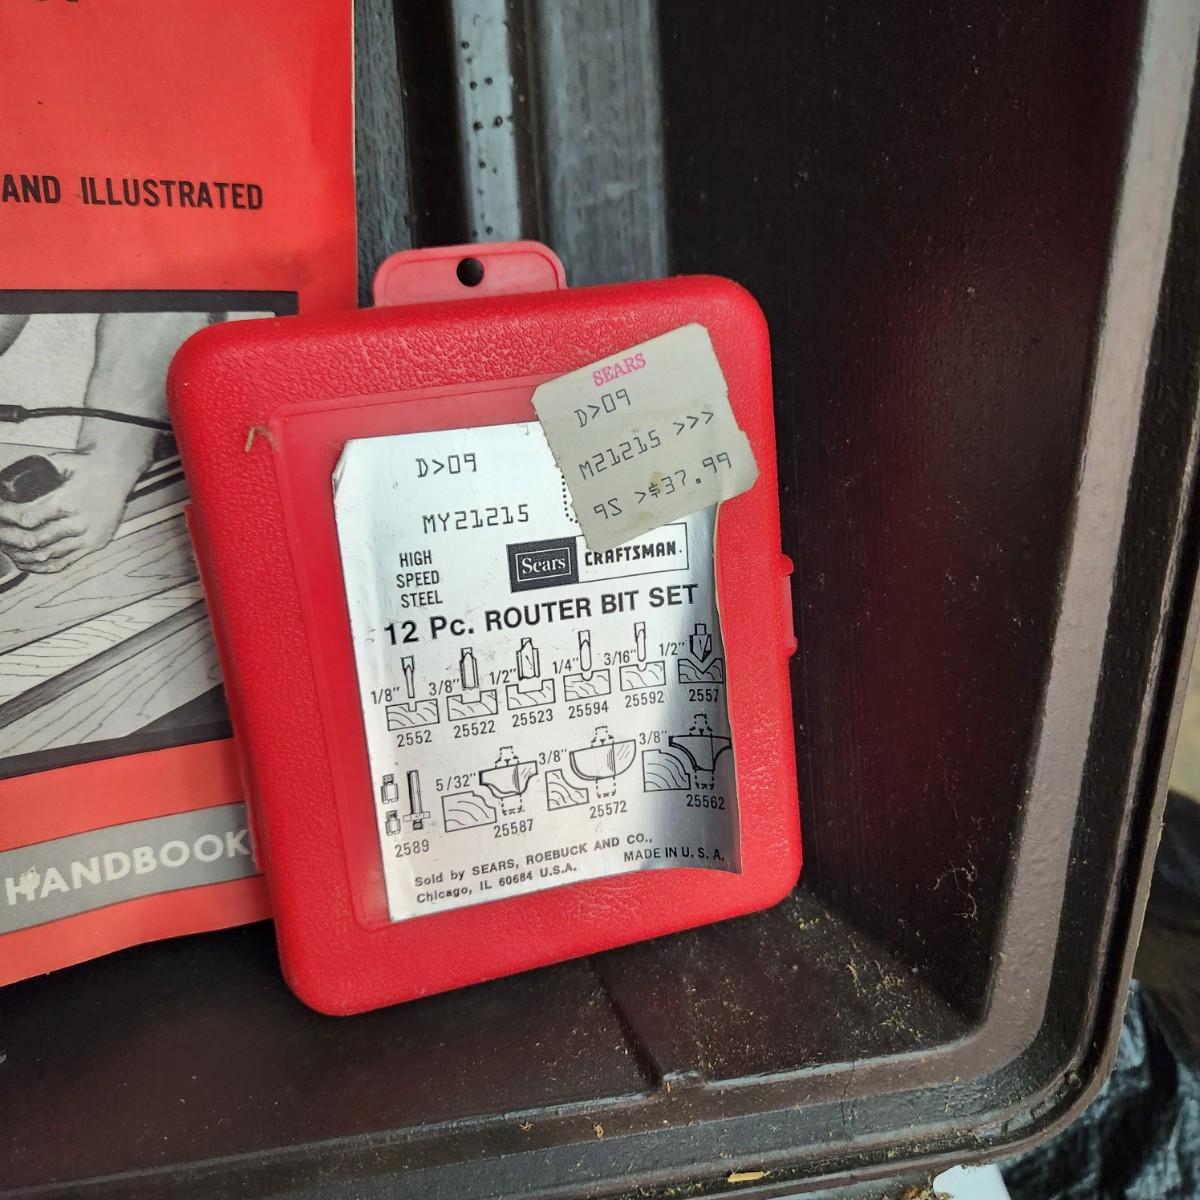 AND ILLUSTRATED
HANDBOOK
SEARS
D>09
M21215 >>>
9S >$37.99
D>09
MY21215
HIGH
SPEED
STEEL
Sears CRAFTSMAN.
12 Pc. ROUTER BIT SET
1/8" 3/8" 1/2" 1/4" 3/16" 1/2"
2552 25522 25523 25594 25592 2557
5/32" 3/8" 3/8"
2589 25587 25572 25562
Sold by SEARS, ROEBUCK AND CO.,
Chicago, IL 60684 U.S.A. MADE IN U.S.A.